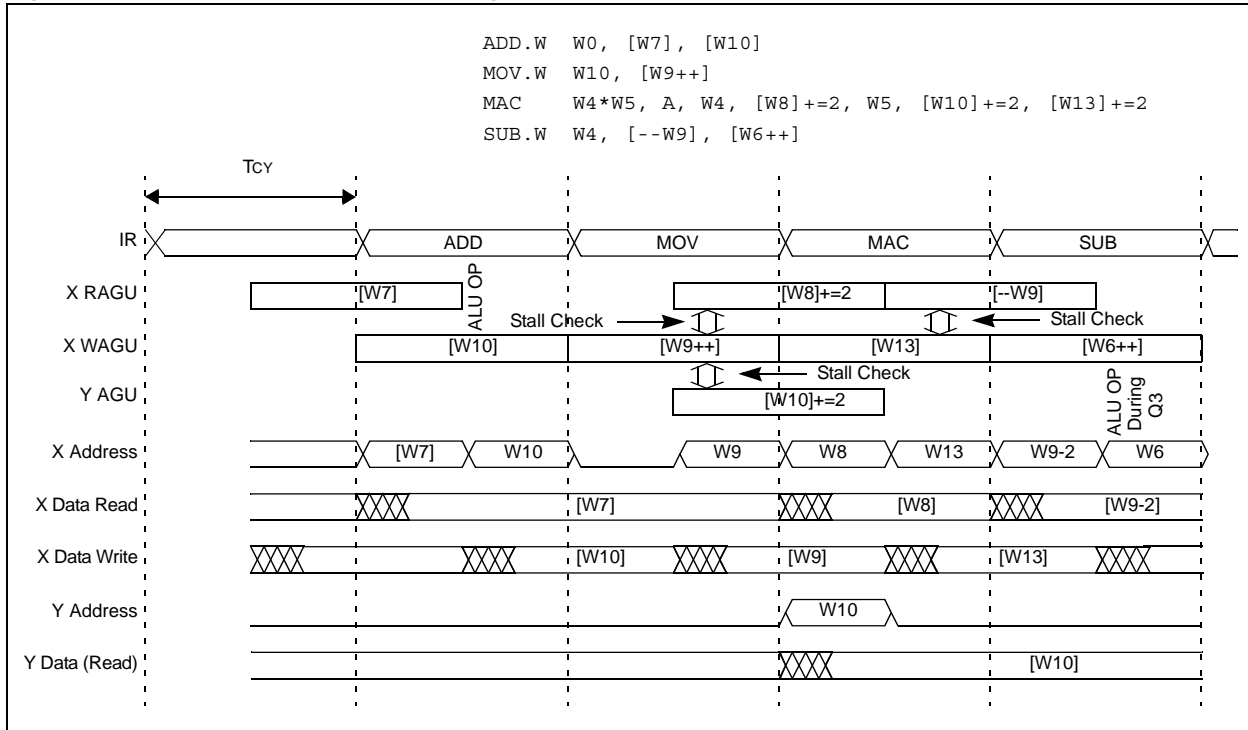 ADD.W W0, [W7], [W10]
MOV.W W10, [W9++]
MAC W4*W5, A, W4, [W8]+=2, W5, [W10]+=2, [W13]+=2
SUB.W W4, [--W9], [W6++]
TCY
IR ADD MOV MAC SUB
X RAGU [W7] ALU OP [W8]+=2 [--W9]
Stall Check Stall Check
X WAGU [W10] [W9++] [W13] [W6++]
Stall Check
Y AGU [W10]+=2
ALU OP
During
Q3
X Address [W7] W10 W9 W8 W13 W9-2 W6
X Data Read [W7] [W8] [W9-2]
X Data Write [W10] [W9] [W13]
Y Address W10
Y Data (Read) [W10]